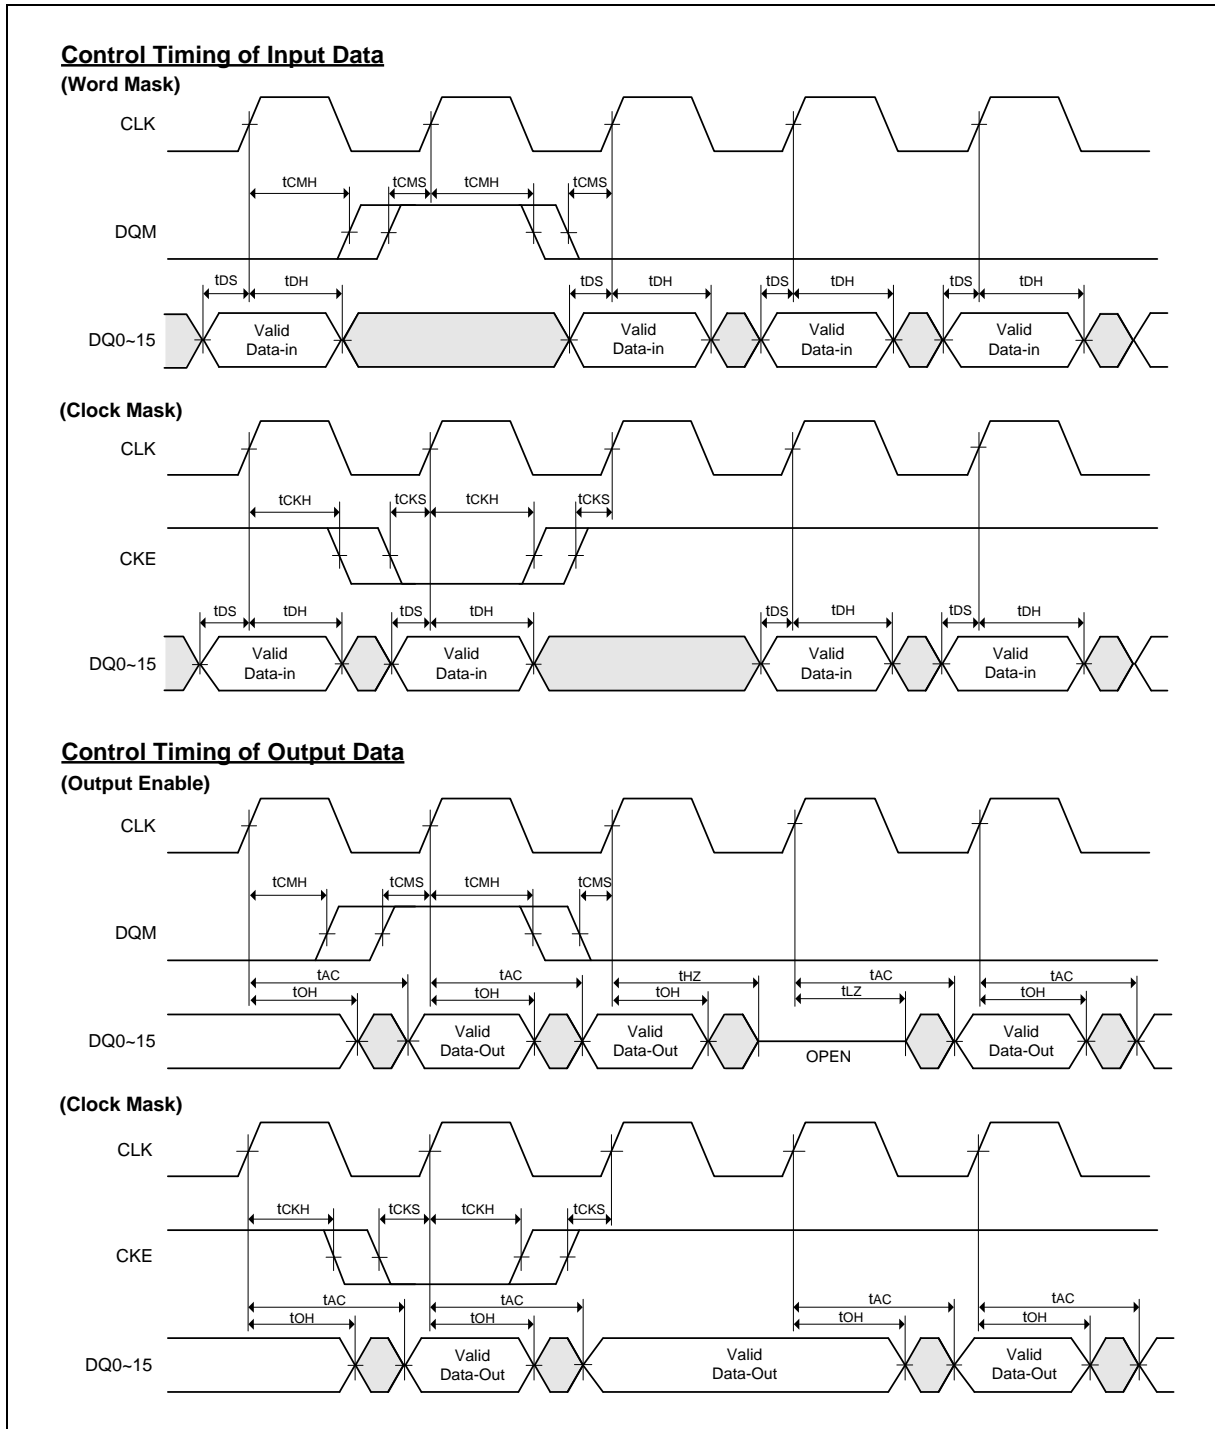 Control Timing of Input Data
(Word Mask)
CLK
tCMH tCMS tCMH tCMS
DQM
tDS tDH tDS tDH tDS tDH tDS tDH
DQ0~15
Valid Data-in
Valid Data-in
Valid Data-in
Valid Data-in
(Clock Mask)
CLK
tCKH tCKS tCKH tCKS
CKE
tDS tDH tDS tDH tDS tDH tDS tDH
DQ0~15
Valid Data-in
Valid Data-in
Valid Data-in
Valid Data-in
Control Timing of Output Data
(Output Enable)
CLK
tCMH tCMS tCMH tCMS
DQM
tAC tAC tHZ tAC tAC
tOH tOH tOH tLZ tOH
DQ0~15
Valid Data-Out
Valid Data-Out
OPEN
Valid Data-Out
(Clock Mask)
CLK
tCKH tCKS tCKH tCKS
CKE
tAC tAC tAC tAC
tOH tOH tOH tOH
DQ0~15
Valid Data-Out
Valid Data-Out
Valid Data-Out